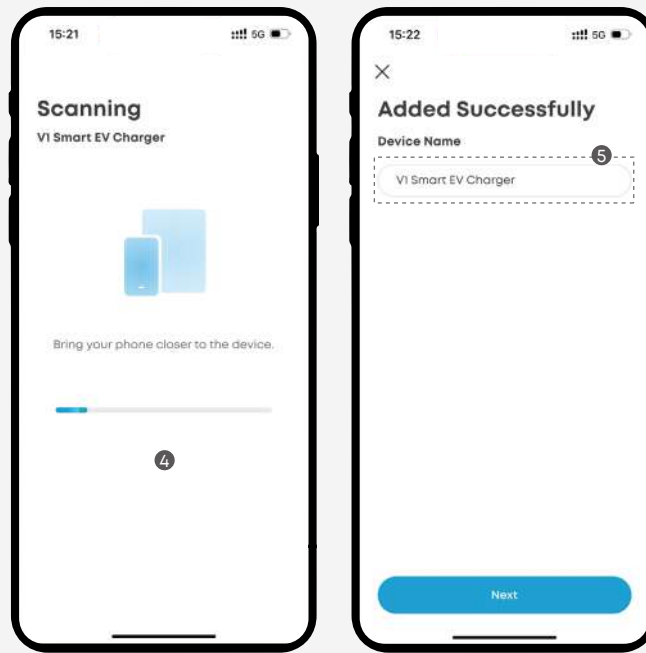 15:21
5G
Scanning
V1 Smart EV Charger
Bring your phone closer to the device.
4
15:22
5G
Added Successfully
Device Name
5
V1 Smart EV Charger
Next